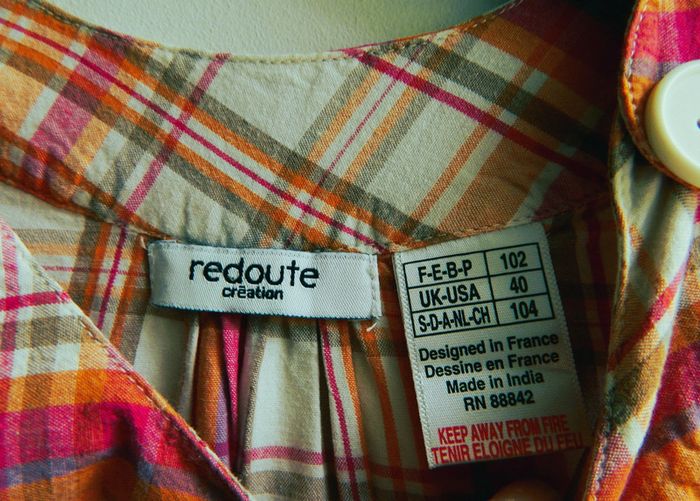 redoute
crēation
F-E-B-P 102
UK-USA 40
S-D-A-NL-CH 104
Designed in France
Dessine en France
Made in India
RN 88842
KEEP AWAY FROM FIRE
TENIR ELOIGNE DU FEU